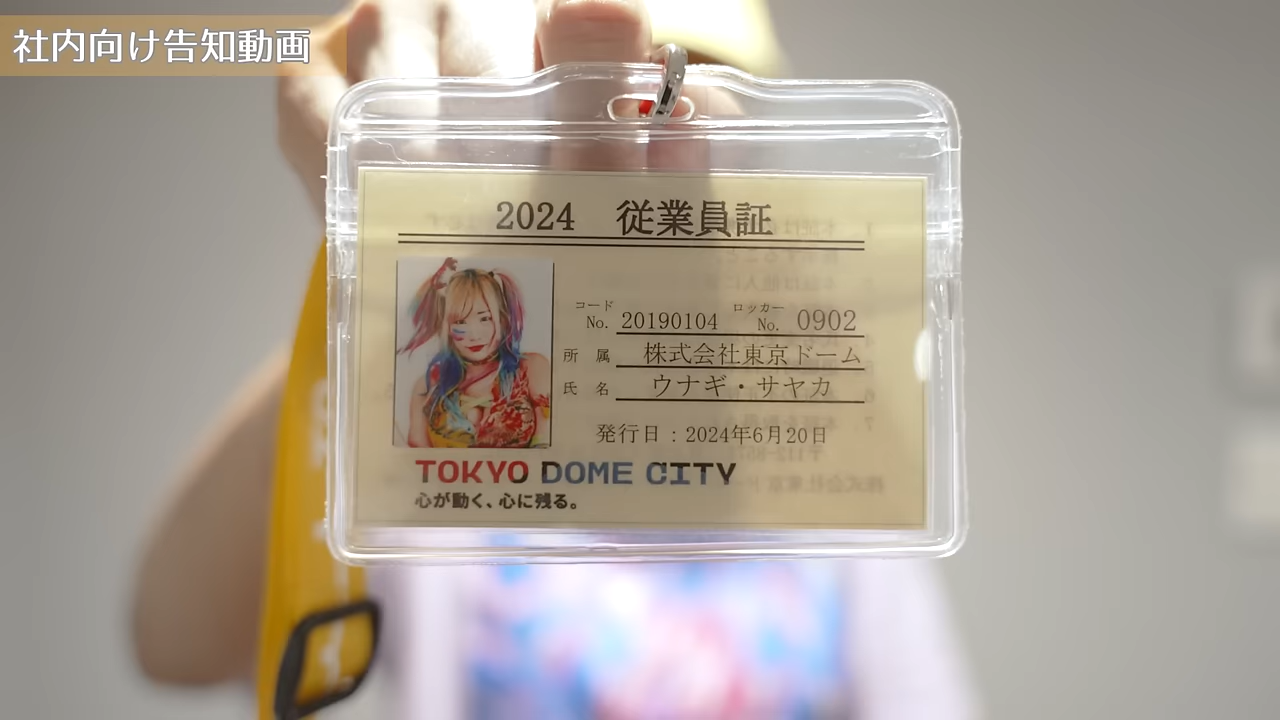 社内向け告知動画
2024 従業員証
コード No. 20190104 ロッカー No. 0902
所 属 株式会社東京ドーム
氏 名 ウナギ・サヤカ
発行日：2024年6月20日
TOKYO DOME CITY
心が動く、心に残る。